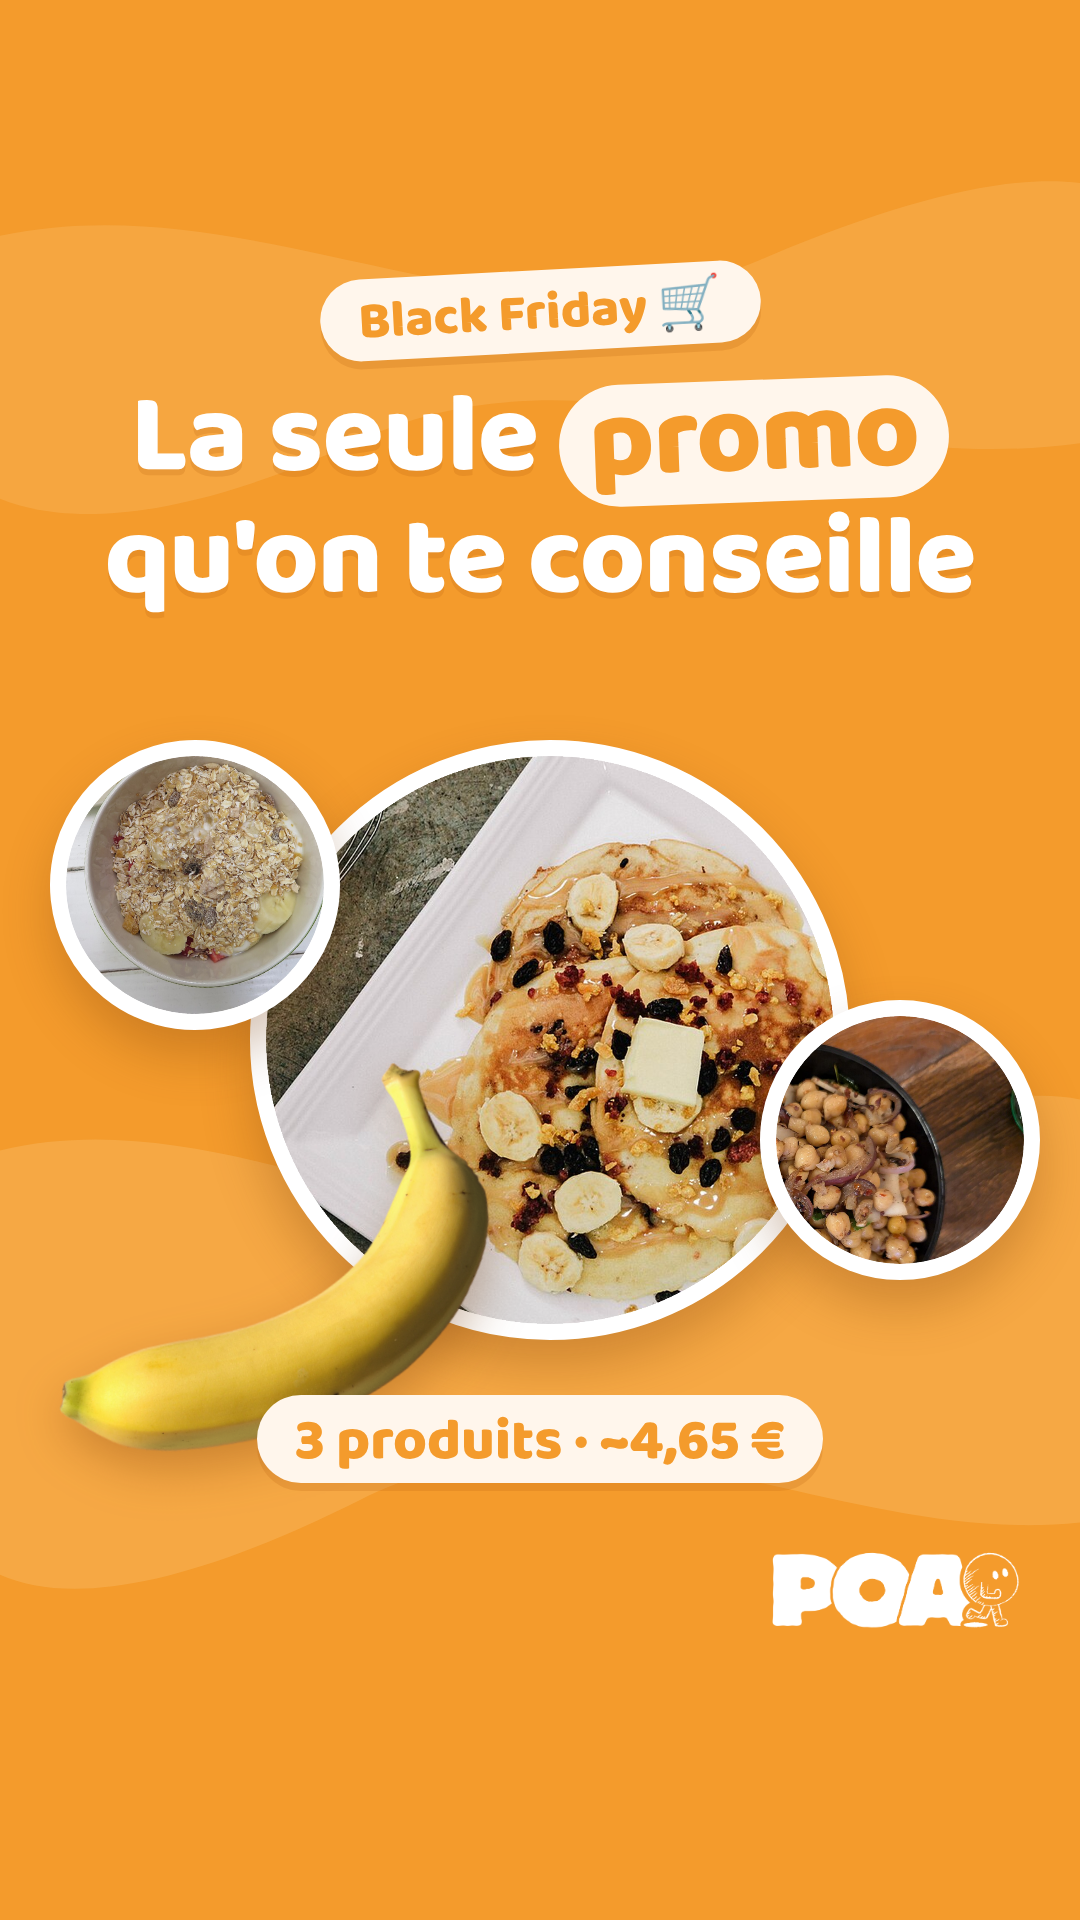 Black Friday 🛒
La seule promo
qu'on te conseille
3 produits • ~4,65 €
POA